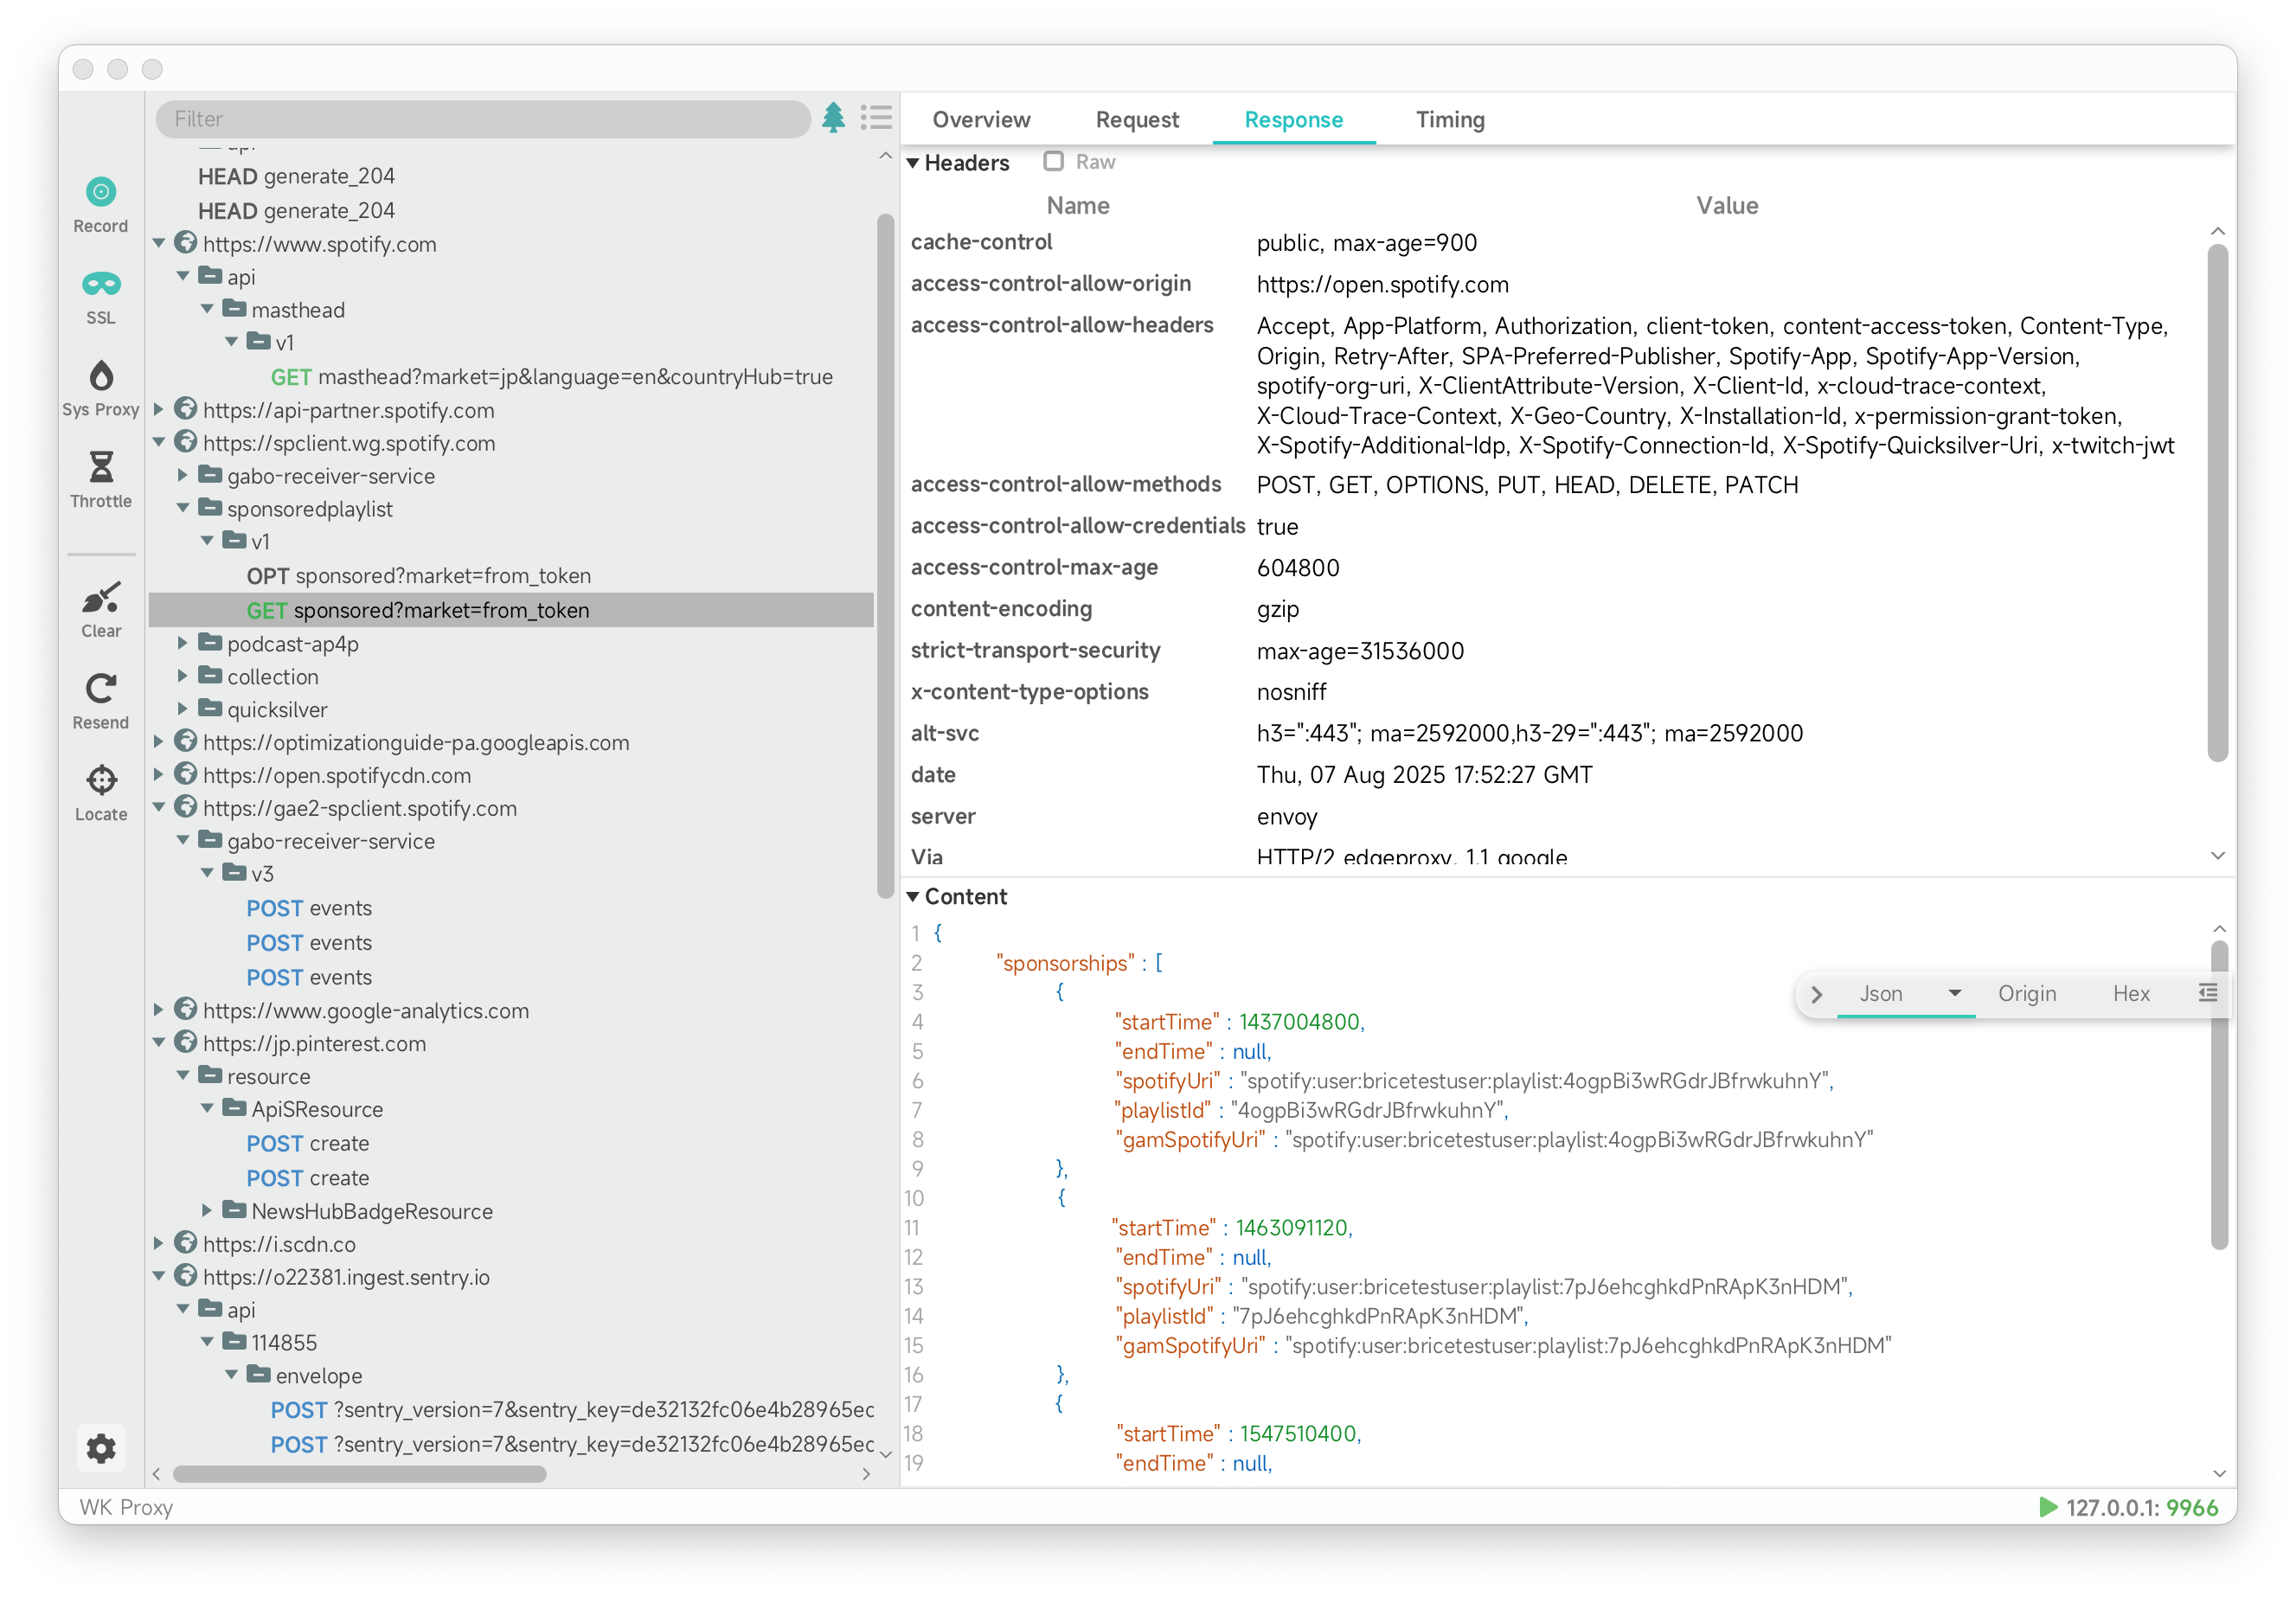 Filter
Overview
Request
Response
Timing
Record
SSL
Sys Proxy
Throttle
Clear
Resend
Locate
api
HEAD generate_204
HEAD generate_204
https://www.spotify.com
api
masthead
v1
GET masthead?market=jp&language=en&countryHub=true
https://api-partner.spotify.com
https://spclient.wg.spotify.com
gabo-receiver-service
sponsoredplaylist
v1
OPT sponsored?market=from_token
GET sponsored?market=from_token
podcast-ap4p
collection
quicksilver
https://optimizationguide-pa.googleapis.com
https://open.spotifycdn.com
https://gae2-spclient.spotify.com
gabo-receiver-service
v3
POST events
POST events
POST events
https://www.google-analytics.com
https://jp.pinterest.com
resource
ApiSResource
POST create
POST create
NewsHubBadgeResource
https://i.scdn.co
https://o22381.ingest.sentry.io
api
114855
envelope
POST ?sentry_version=7&sentry_key=de32132fc06e4b28965ec
POST ?sentry_version=7&sentry_key=de32132fc06e4b28965ec
Headers
Raw
Name
Value
cache-control
public, max-age=900
access-control-allow-origin
https://open.spotify.com
access-control-allow-headers
Accept, App-Platform, Authorization, client-token, content-access-token, Content-Type,
Origin, Retry-After, SPA-Preferred-Publisher, Spotify-App, Spotify-App-Version,
spotify-org-uri, X-ClientAttribute-Version, X-Client-Id, x-cloud-trace-context,
X-Cloud-Trace-Context, X-Geo-Country, X-Installation-Id, x-permission-grant-token,
X-Spotify-Additional-Idp, X-Spotify-Connection-Id, X-Spotify-Quicksilver-Uri, x-twitch-jwt
access-control-allow-methods
POST, GET, OPTIONS, PUT, HEAD, DELETE, PATCH
access-control-allow-credentials
true
access-control-max-age
604800
content-encoding
gzip
strict-transport-security
max-age=31536000
x-content-type-options
nosniff
alt-svc
h3=":443"; ma=2592000,h3-29=":443"; ma=2592000
date
Thu, 07 Aug 2025 17:52:27 GMT
server
envoy
Via
HTTP/2 edgeproxy, 1.1 google
Content
Json
Origin
Hex
1 {
2 "sponsorships" : [
3 {
4 "startTime" : 1437004800,
5 "endTime" : null,
6 "spotifyUri" : "spotify:user:bricetestuser:playlist:4ogpBi3wRGdrJBfrwkuhnY",
7 "playlistId" : "4ogpBi3wRGdrJBfrwkuhnY",
8 "gamSpotifyUri" : "spotify:user:bricetestuser:playlist:4ogpBi3wRGdrJBfrwkuhnY"
9 },
10 {
11 "startTime" : 1463091120,
12 "endTime" : null,
13 "spotifyUri" : "spotify:user:bricetestuser:playlist:7pJ6ehcghkdPnRApK3nHDM",
14 "playlistId" : "7pJ6ehcghkdPnRApK3nHDM",
15 "gamSpotifyUri" : "spotify:user:bricetestuser:playlist:7pJ6ehcghkdPnRApK3nHDM"
16 },
17 {
18 "startTime" : 1547510400,
19 "endTime" : null,
WK Proxy
127.0.0.1: 9966